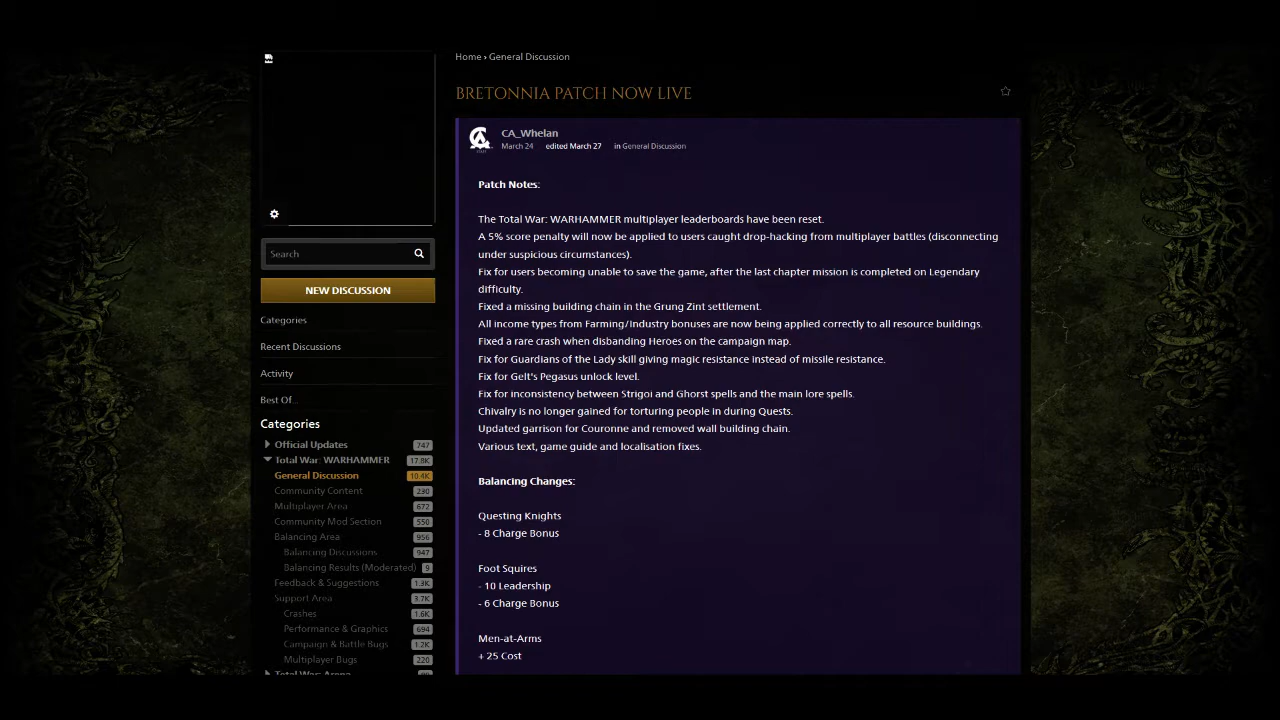 Home › General Discussion
BRETONNIA PATCH NOW LIVE
CA_Whelan
March 24 edited March 27 in General Discussion
Patch Notes:
The Total War: WARHAMMER multiplayer leaderboards have been reset.
A 5% score penalty will now be applied to users caught drop-hacking from multiplayer battles (disconnecting
under suspicious circumstances).
Fix for users becoming unable to save the game, after the last chapter mission is completed on Legendary
difficulty.
Fixed a missing building chain in the Grung Zint settlement.
All income types from Farming/Industry bonuses are now being applied correctly to all resource buildings.
Fixed a rare crash when disbanding Heroes on the campaign map.
Fix for Guardians of the Lady skill giving magic resistance instead of missile resistance.
Fix for Gelt's Pegasus unlock level.
Fix for inconsistency between Strigoi and Ghorst spells and the main lore spells.
Chivalry is no longer gained for torturing people in during Quests.
Updated garrison for Couronne and removed wall building chain.
Various text, game guide and localisation fixes.
Balancing Changes:
Questing Knights
- 8 Charge Bonus
Foot Squires
- 10 Leadership
- 6 Charge Bonus
Men-at-Arms
+ 25 Cost
Search
NEW DISCUSSION
Categories
Recent Discussions
Activity
Best Of...
Categories
Official Updates 747
Total War: WARHAMMER 17.8K
General Discussion 10.4K
Community Content 230
Multiplayer Area 672
Community Mod Section 550
Balancing Area 956
Balancing Discussions 947
Balancing Results (Moderated) 9
Feedback & Suggestions 1.3K
Support Area 3.7K
Crashes 1.6K
Performance & Graphics 694
Campaign & Battle Bugs 1.2K
Multiplayer Bugs 220
Total War: Arena